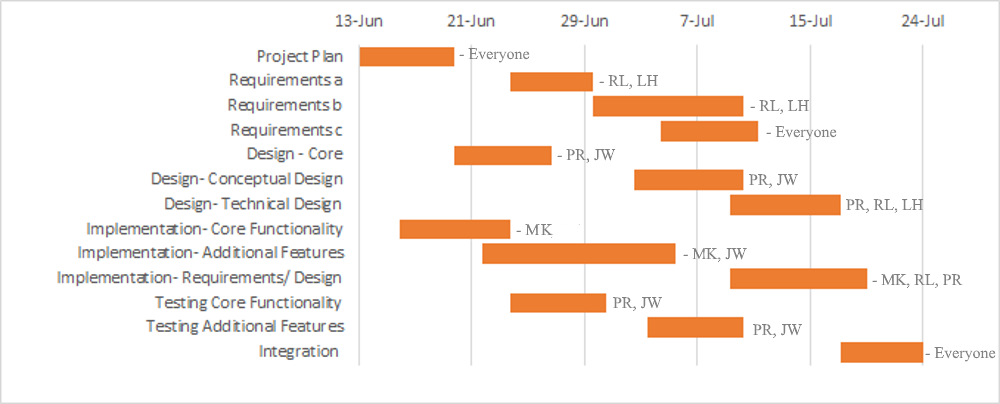 13-Jun 21-Jun 29-Jun 7-Jul 15-Jul 24-Jul
Project Plan - Everyone
Requirements a - RL, LH
Requirements b - RL, LH
Requirements c - Everyone
Design - Core - PR, JW
Design- Conceptual Design PR, JW
Design- Technical Design PR, RL, LH
Implementation- Core Functionality - MK
Implementation- Additional Features - MK, JW
Implementation- Requirements/ Design - MK, RL, PR
Testing Core Functionality PR, JW
Testing Additional Features PR, JW
Integration - Everyone